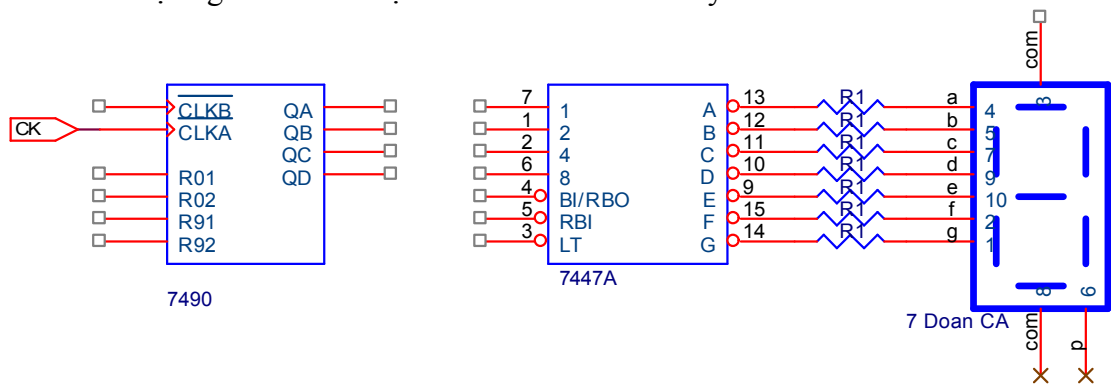 com
CK
CLKB
CLKA
R01
R02
R91
R92
QA
QB
QC
QD
7490
7 1
1 2
2 4
6 8
4 BI/RBO
5 RBI
3 LT
A 13
B 12
C 11
D 10
E 9
F 15
G 14
7447A
R1
R1
R1
R1
R1
R1
R1
a 4
b 5
c 7
d 9
e 10
f 2
g 1
3
8
6
7 Doan CA
com
p